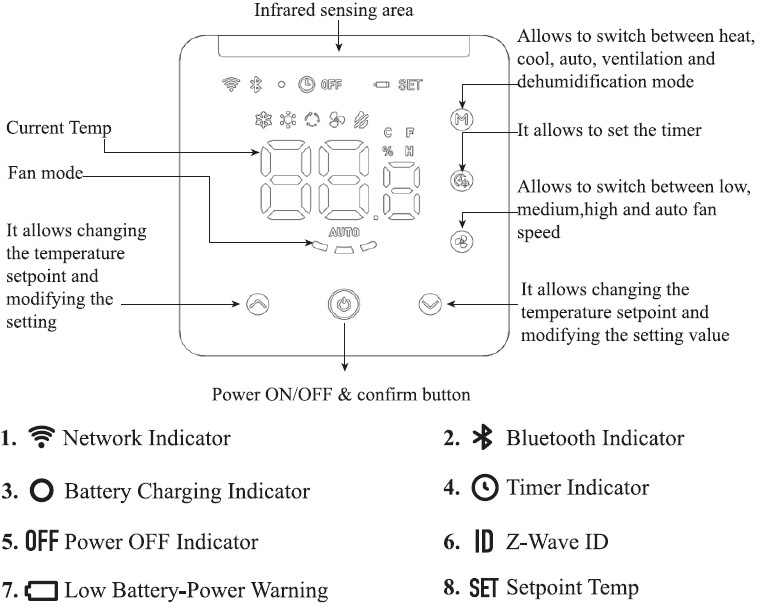 Infrared sensing area
Allows to switch between heat,
cool, auto, ventilation and
dehumidification mode
OFF
SET
M
Current Temp
C F
% H
It allows to set the timer
Fan mode
88.8
Allows to switch between low,
medium,high and auto fan
speed
AUTO
It allows changing
the temperature
setpoint and
modifying the
setting
It allows changing the
temperature setpoint and
modifying the setting value
Power ON/OFF & confirm button
1. Network Indicator
2. Bluetooth Indicator
3. Battery Charging Indicator
4. Timer Indicator
5. OFF Power OFF Indicator
6. ID Z-Wave ID
7. Low Battery-Power Warning
8. SET Setpoint Temp